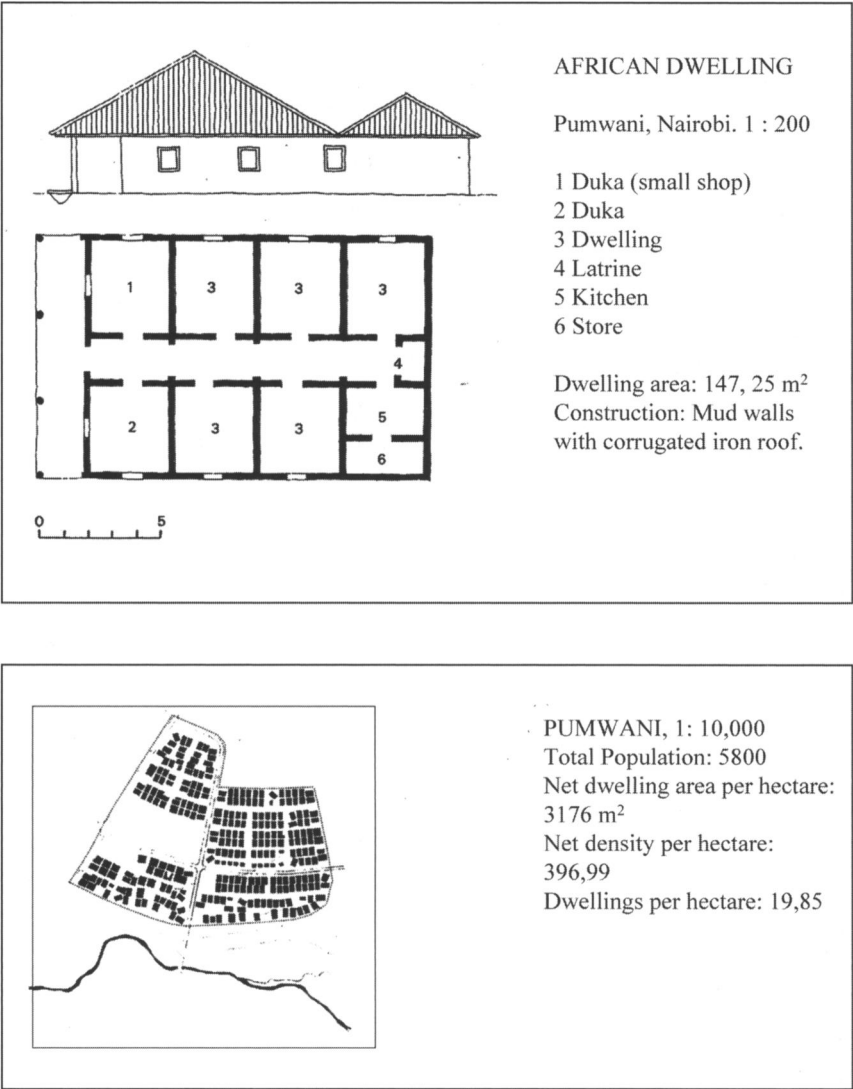 AFRICAN DWELLING
Pumwani, Nairobi. 1 : 200
1 Duka (small shop)
2 Duka
3 Dwelling
4 Latrine
5 Kitchen
6 Store
Dwelling area: 147, 25 m²
Construction: Mud walls
with corrugated iron roof.
1 3 3 3
4
2 3 3 5
6
0 5
PUMWANI, 1: 10,000
Total Population: 5800
Net dwelling area per hectare:
3176 m²
Net density per hectare:
396,99
Dwellings per hectare: 19,85